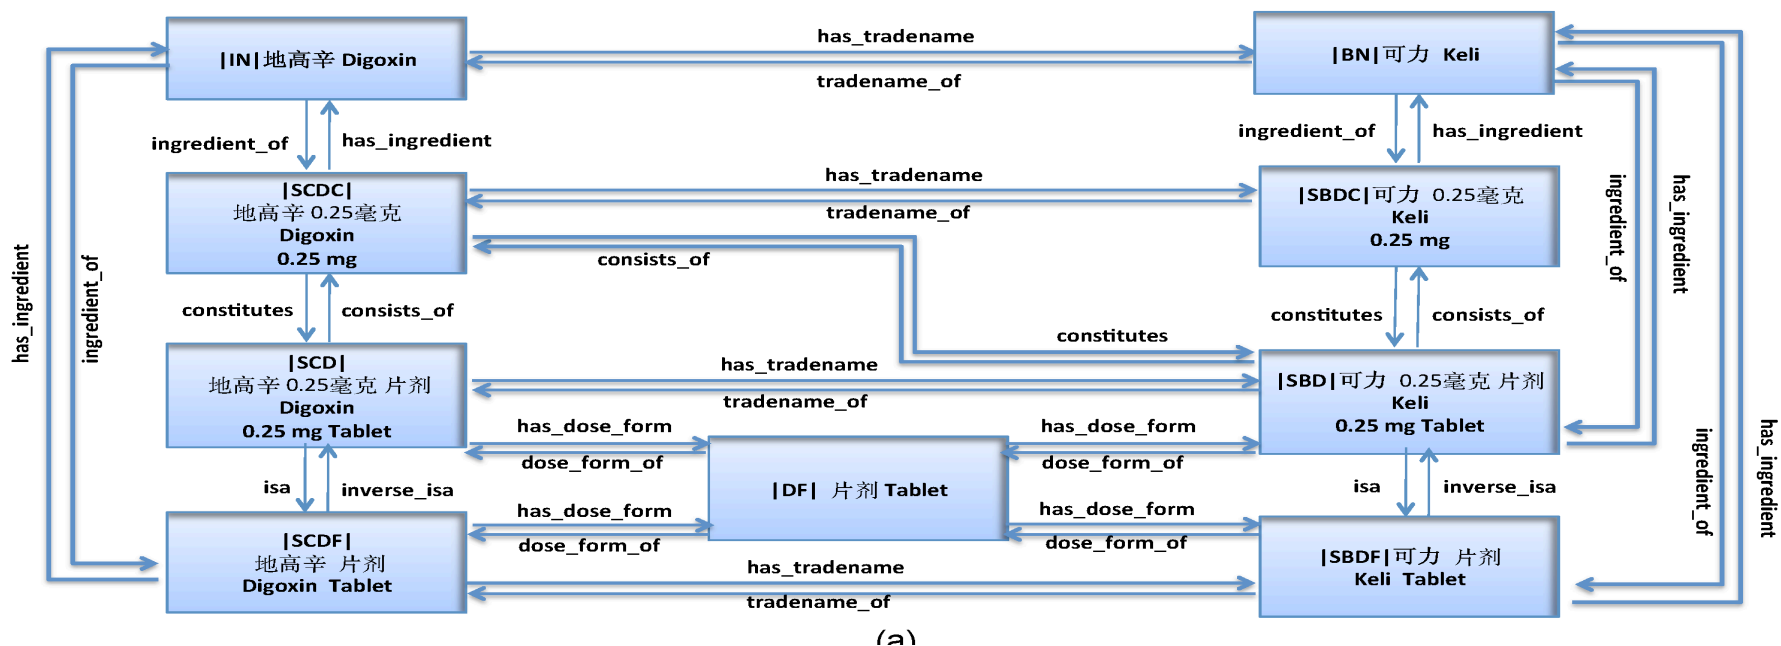 |IN|地高辛 Digoxin
has_tradename
tradename_of
|BN|可力 Keli
ingredient_of
has_ingredient
ingredient_of
has_ingredient
|SCDC|
地高辛 0.25毫克
Digoxin
0.25 mg
has_tradename
tradename_of
|SBDC|可力 0.25毫克
Keli
0.25 mg
consists_of
constitutes
constitutes
consists_of
constitutes
consists_of
|SCD|
地高辛 0.25毫克 片剂
Digoxin
0.25 mg Tablet
has_tradename
tradename_of
|SBD|可力 0.25毫克 片剂
Keli
0.25 mg Tablet
has_dose_form
dose_form_of
has_dose_form
dose_form_of
|DF| 片剂 Tablet
isa
inverse_isa
isa
inverse_isa
has_dose_form
dose_form_of
has_dose_form
dose_form_of
|SCDF|
地高辛 片剂
Digoxin Tablet
has_tradename
tradename_of
|SBDF|可力 片剂
Keli Tablet
has_ingredient
ingredient_of
ingredient_of
has_ingredient
ingredient_of
has_ingredient
(a)